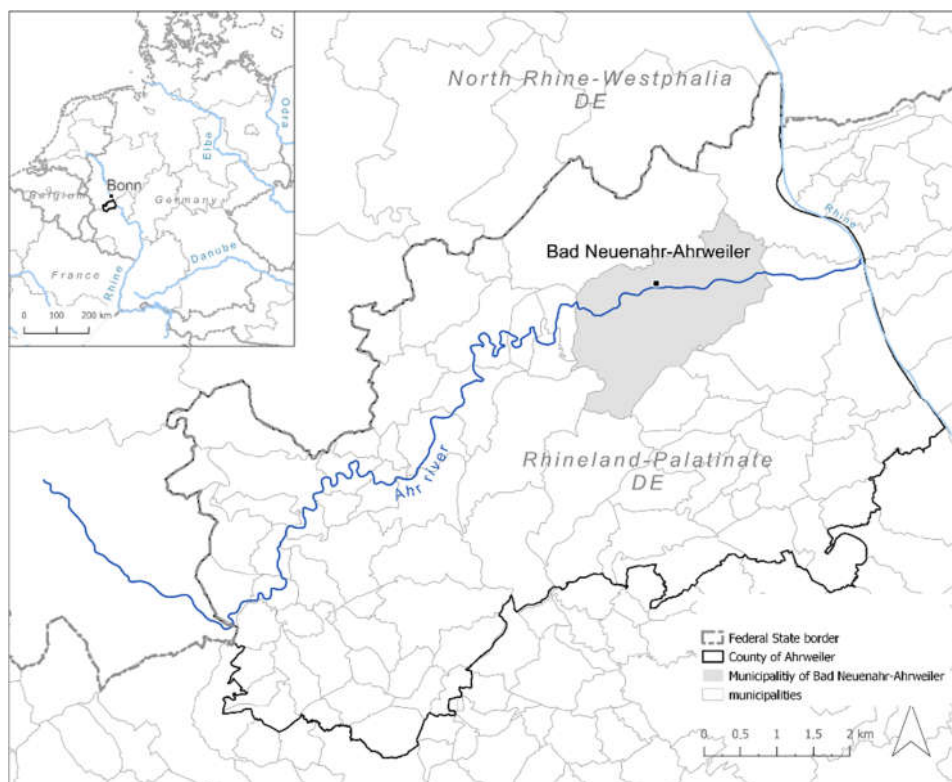 Odra
Elba
Bonn
Belgium
Germany
Danube
France
Rhine
0 100 200 km
North Rhine-Westphalia
DE
Rhine
Bad Neuenahr-Ahrweiler
Ahr river
Rhineland-Palatinate
DE
Federal State border
County of Ahrweiler
Municipalitiy of Bad Neuenahr-Ahrweiler
municipalities
0 0.5 1 1.5 2 km